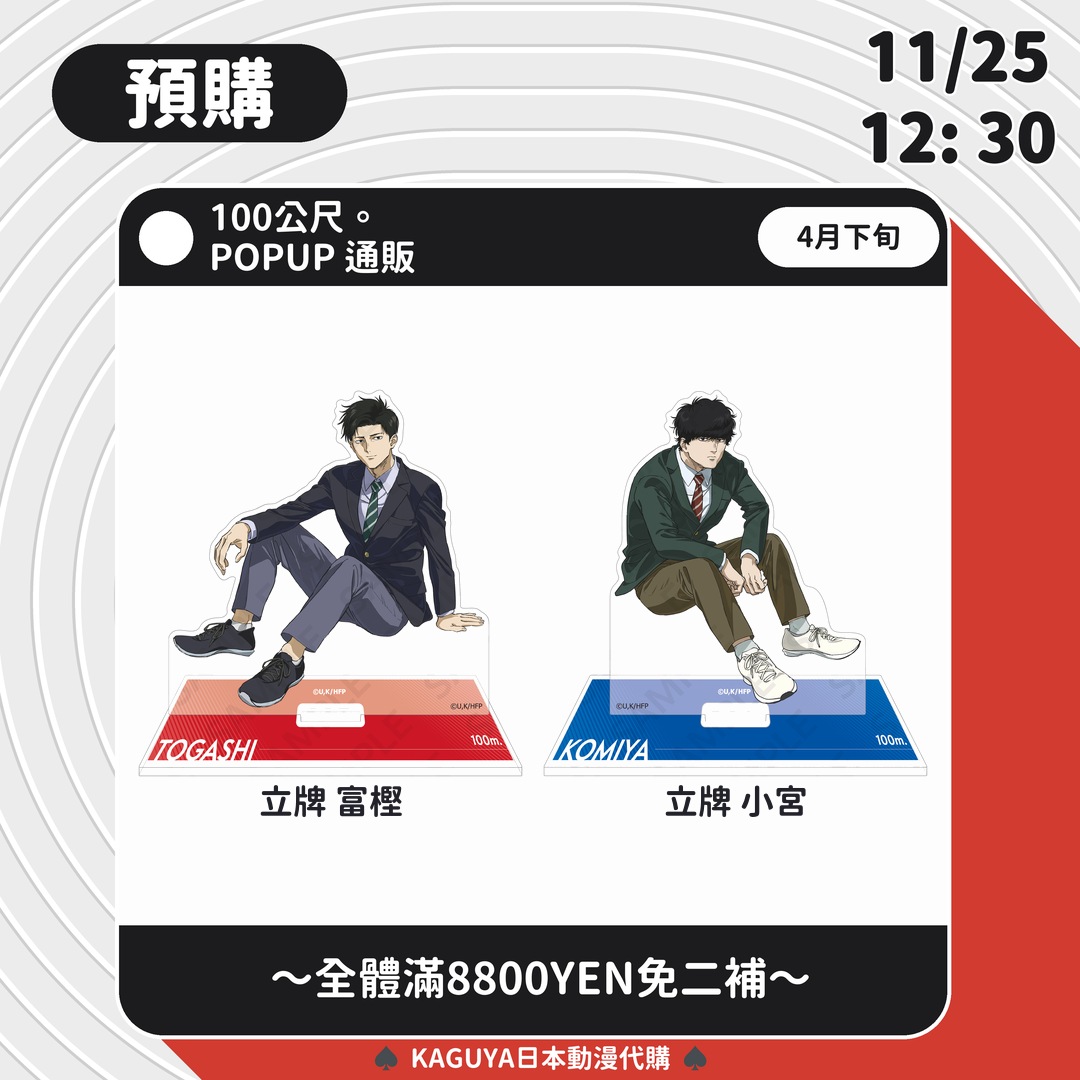 預購
11/25
12: 30
100公尺。
POPUP 通販
4月下旬
©U,K/HFP
©U,K/HFP
TOGASHI
100m.
©U,K/HFP
©U,K/HFP
KOMIYA
100m.
立牌 富樫
立牌 小宮
～全體滿8800YEN免二補～
♠ KAGUYA日本動漫代購 ♠